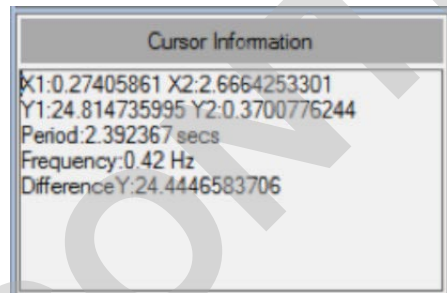 Cursor Information
X1:0.27405861 X2:2.6664253301
Y1:24.814735995 Y2:0.3700776244
Period:2.392367 secs
Frequency:0.42 Hz
DifferenceY:24.4446583706